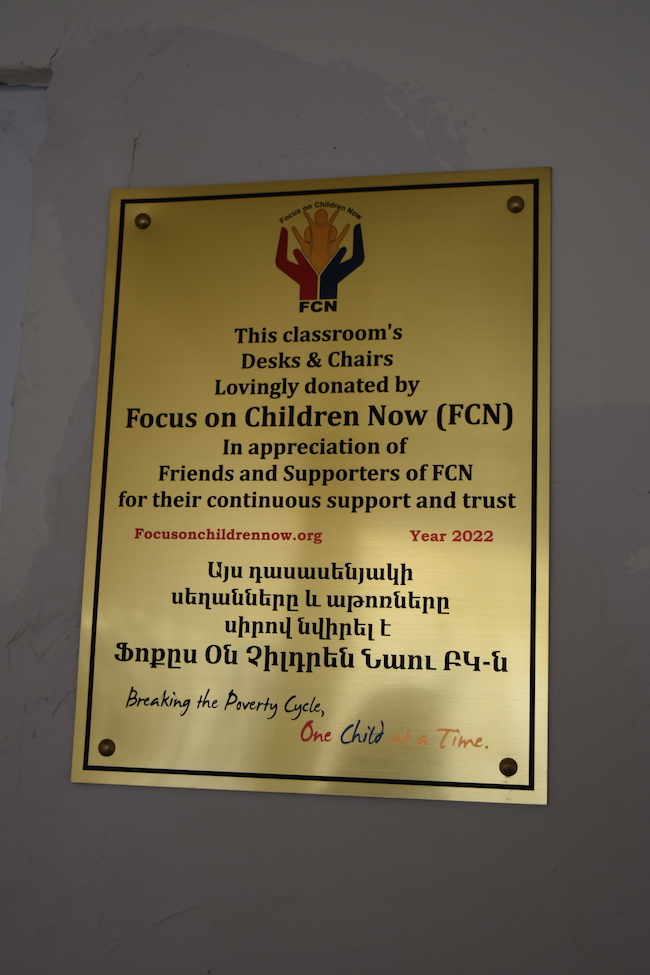 Focus on Children Now
FCN
This classroom's
Desks & Chairs
Lovingly donated by
Focus on Children Now (FCN)
In appreciation of
Friends and Supporters of FCN
for their continuous support and trust
Focusonchildrennow.org Year 2022
Այս դասասենյակի
սեղանները և աթոռները
սիրով նվիրել է
Ֆոքըս Օն Չիլդրեն Նաու ԲԿ-ն
Breaking the Poverty Cycle,
One Child at a Time.